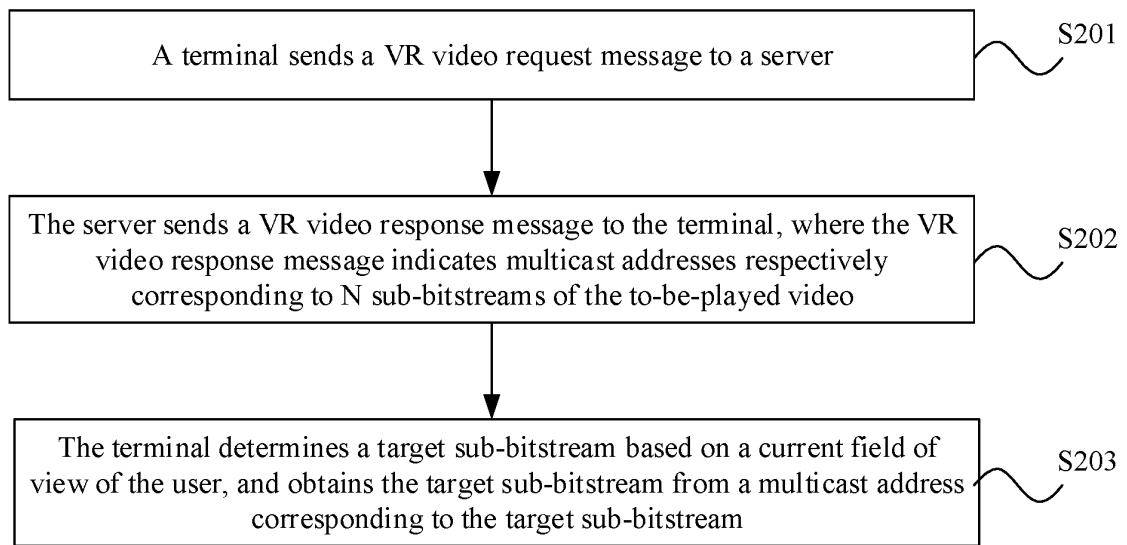 A terminal sends a VR video request message to a server
S201
The server sends a VR video response message to the terminal, where the VR
video response message indicates multicast addresses respectively
corresponding to N sub-bitstreams of the to-be-played video
S202
The terminal determines a target sub-bitstream based on a current field of
view of the user, and obtains the target sub-bitstream from a multicast address
corresponding to the target sub-bitstream
S203